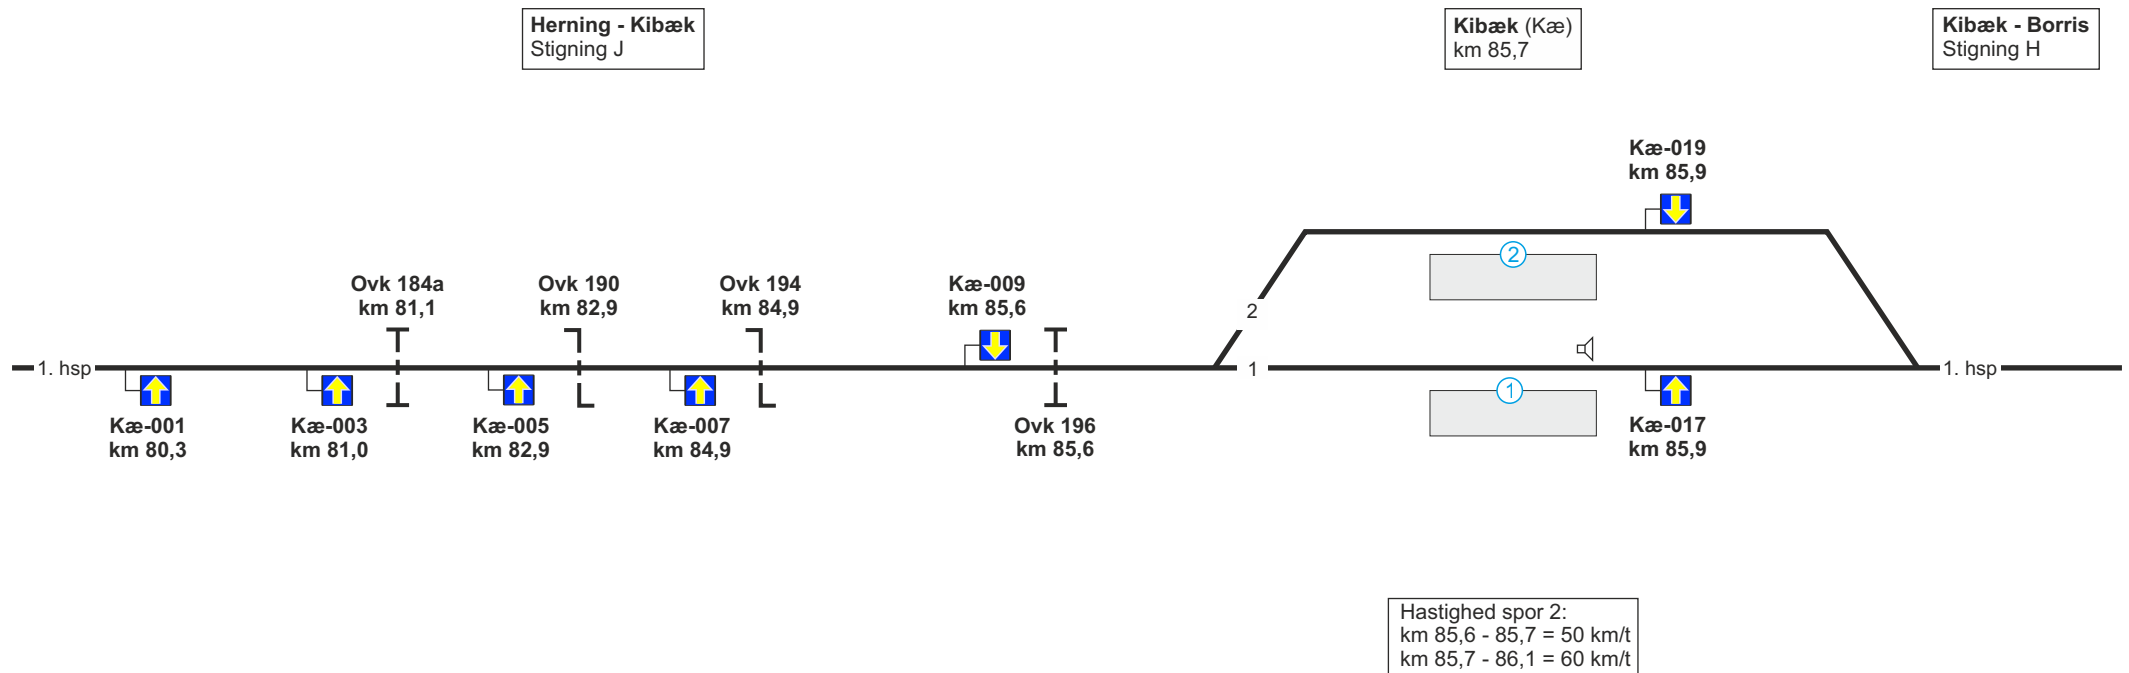 Herning - Kibæk
Stigning J
Kibæk (Kæ)
km 85,7
Kibæk - Borris
Stigning H
Kæ-019
km 85,9
Ovk 184a
km 81,1
Ovk 190
km 82,9
Ovk 194
km 84,9
Kæ-009
km 85,6
2
2
1. hsp
1
1. hsp
1
Kæ-001
km 80,3
Kæ-003
km 81,0
Kæ-005
km 82,9
Kæ-007
km 84,9
Ovk 196
km 85,6
Kæ-017
km 85,9
Hastighed spor 2:
km 85,6 - 85,7 = 50 km/t
km 85,7 - 86,1 = 60 km/t